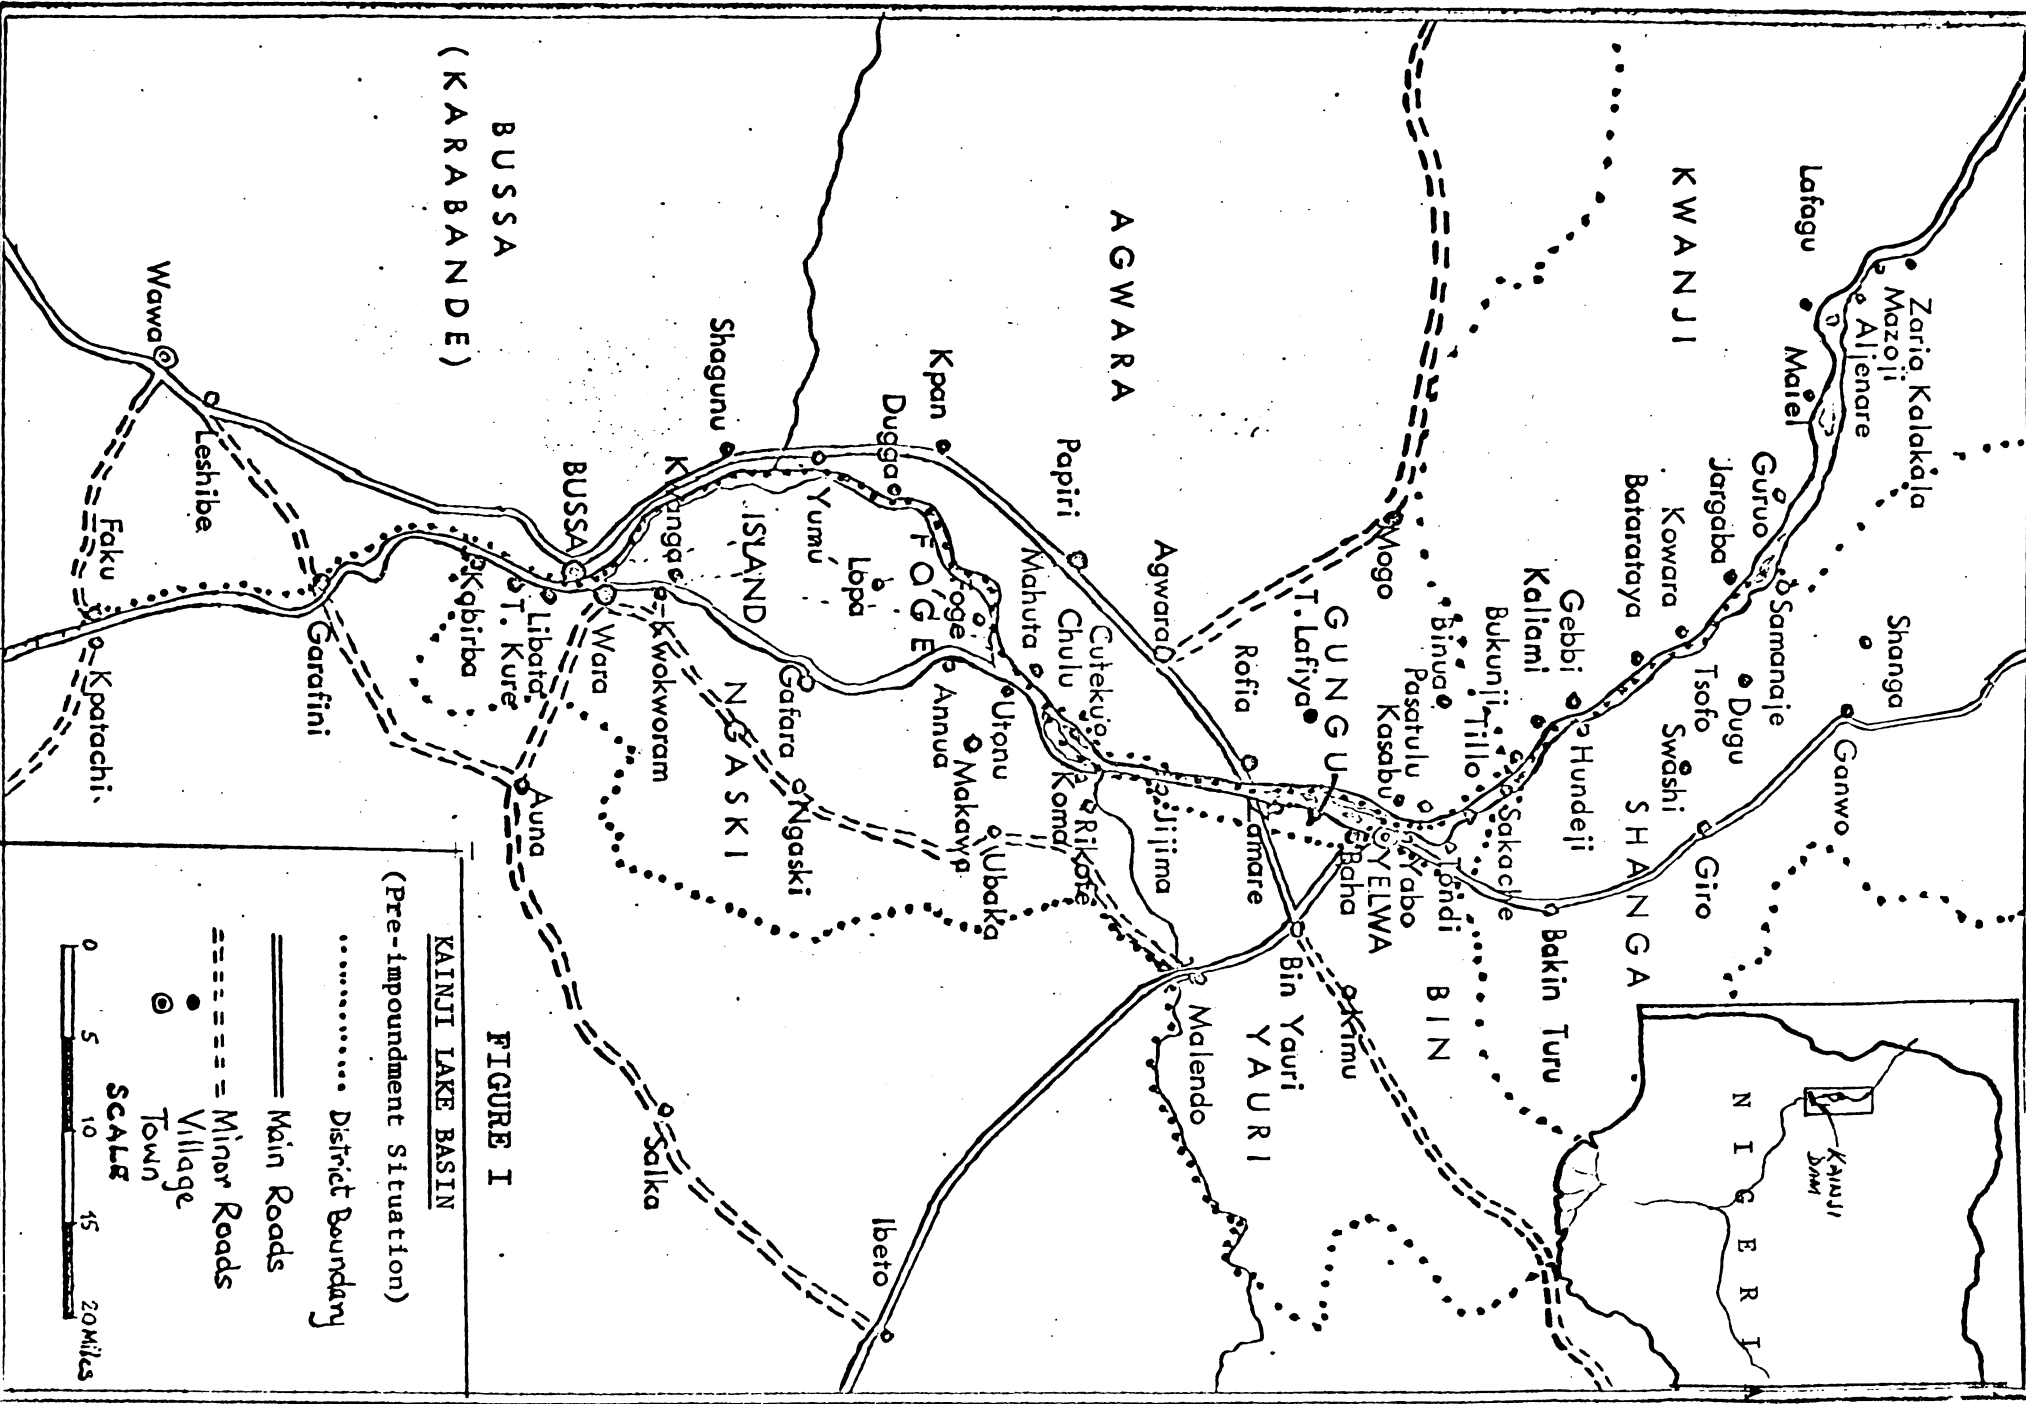 Zaria Kalakala
Mazoji
Aljenare
Lafagu
Maiel
KWANJI
Guruo
Jargaba
Samanaje
Shanga
Kowara
Batarataya
Dugu
Tsofo
Swashi
Ganwo
Gebbi
Kaliami
Hundeji
SHANGA
Giro
Bukunji
Tillo
Binua
Sakache
Bakin Turu
Mogo
T. Lafiya
GUNGU
Pasatulu
Kasabu
Tondi
Yabo
YELWA
Baha
BIN
YAURI
AGWARA
Agwara
Rofia
Zamare
Bin Yauri
Kimu
Papiri
Cutekujo
Chulu
Mahuta
Jijima
Rikote
Koma
Malendo
Kpan
Dugga
FOGE
Foge
ISLAND
Utonu
Annua
Makawa
Ubaka
Yumu
Lopa
Shagunu
Gafara
Ngaski
NGASKI
Ibeto
BUSSA
(KARABANDE)
BUSSA
Kwokworam
Wara
Libata
T. Kure
Kabirba
Auna
Salka
Wawa
Leshibe
Garafini
Faku
Kpatachi
NIGERIA
KAINJI
DAM
FIGURE I
KAINJI LAKE BASIN
(Pre-impoundment Situation)
District Boundary
Main Roads
Minor Roads
Village
Town
SCALE
0 5 10 15 20 Miles